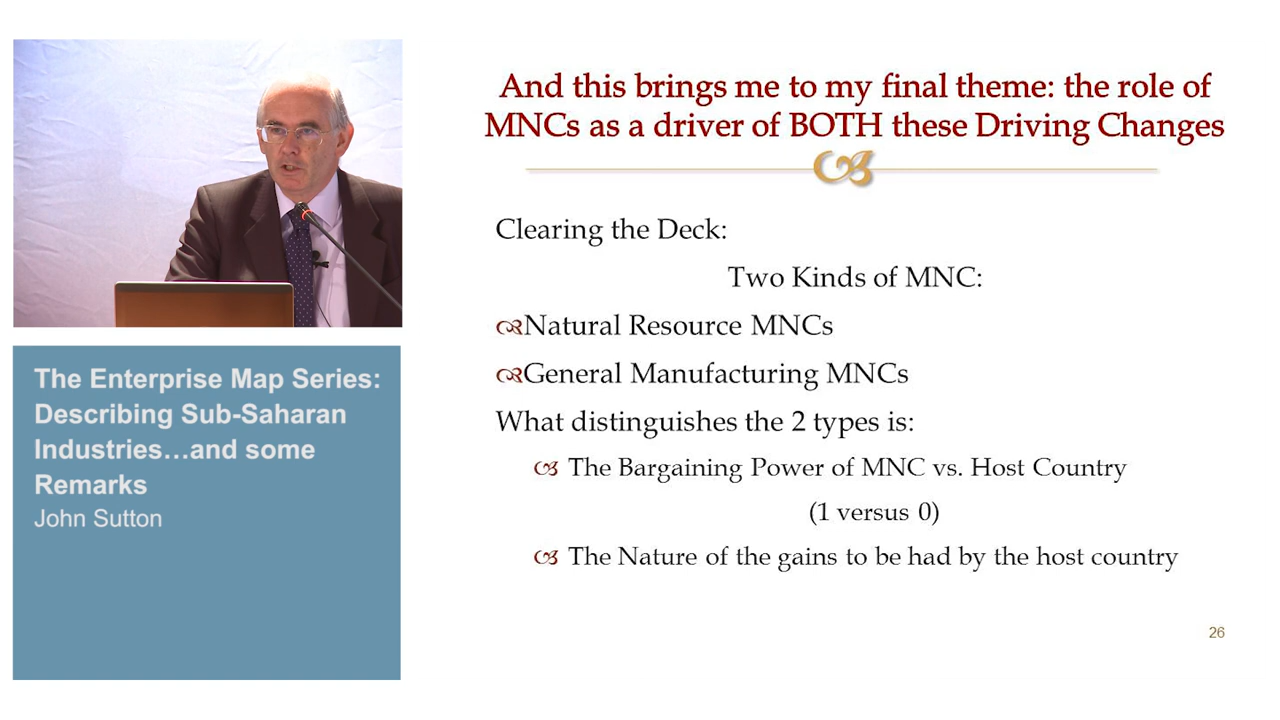 And this brings me to my final theme: the role of
MNCs as a driver of BOTH these Driving Changes
Clearing the Deck:
Two Kinds of MNC:
Natural Resource MNCs
General Manufacturing MNCs
What distinguishes the 2 types is:
The Bargaining Power of MNC vs. Host Country
(1 versus 0)
The Nature of the gains to be had by the host country
26
The Enterprise Map Series:
Describing Sub-Saharan
Industries…and some
Remarks
John Sutton